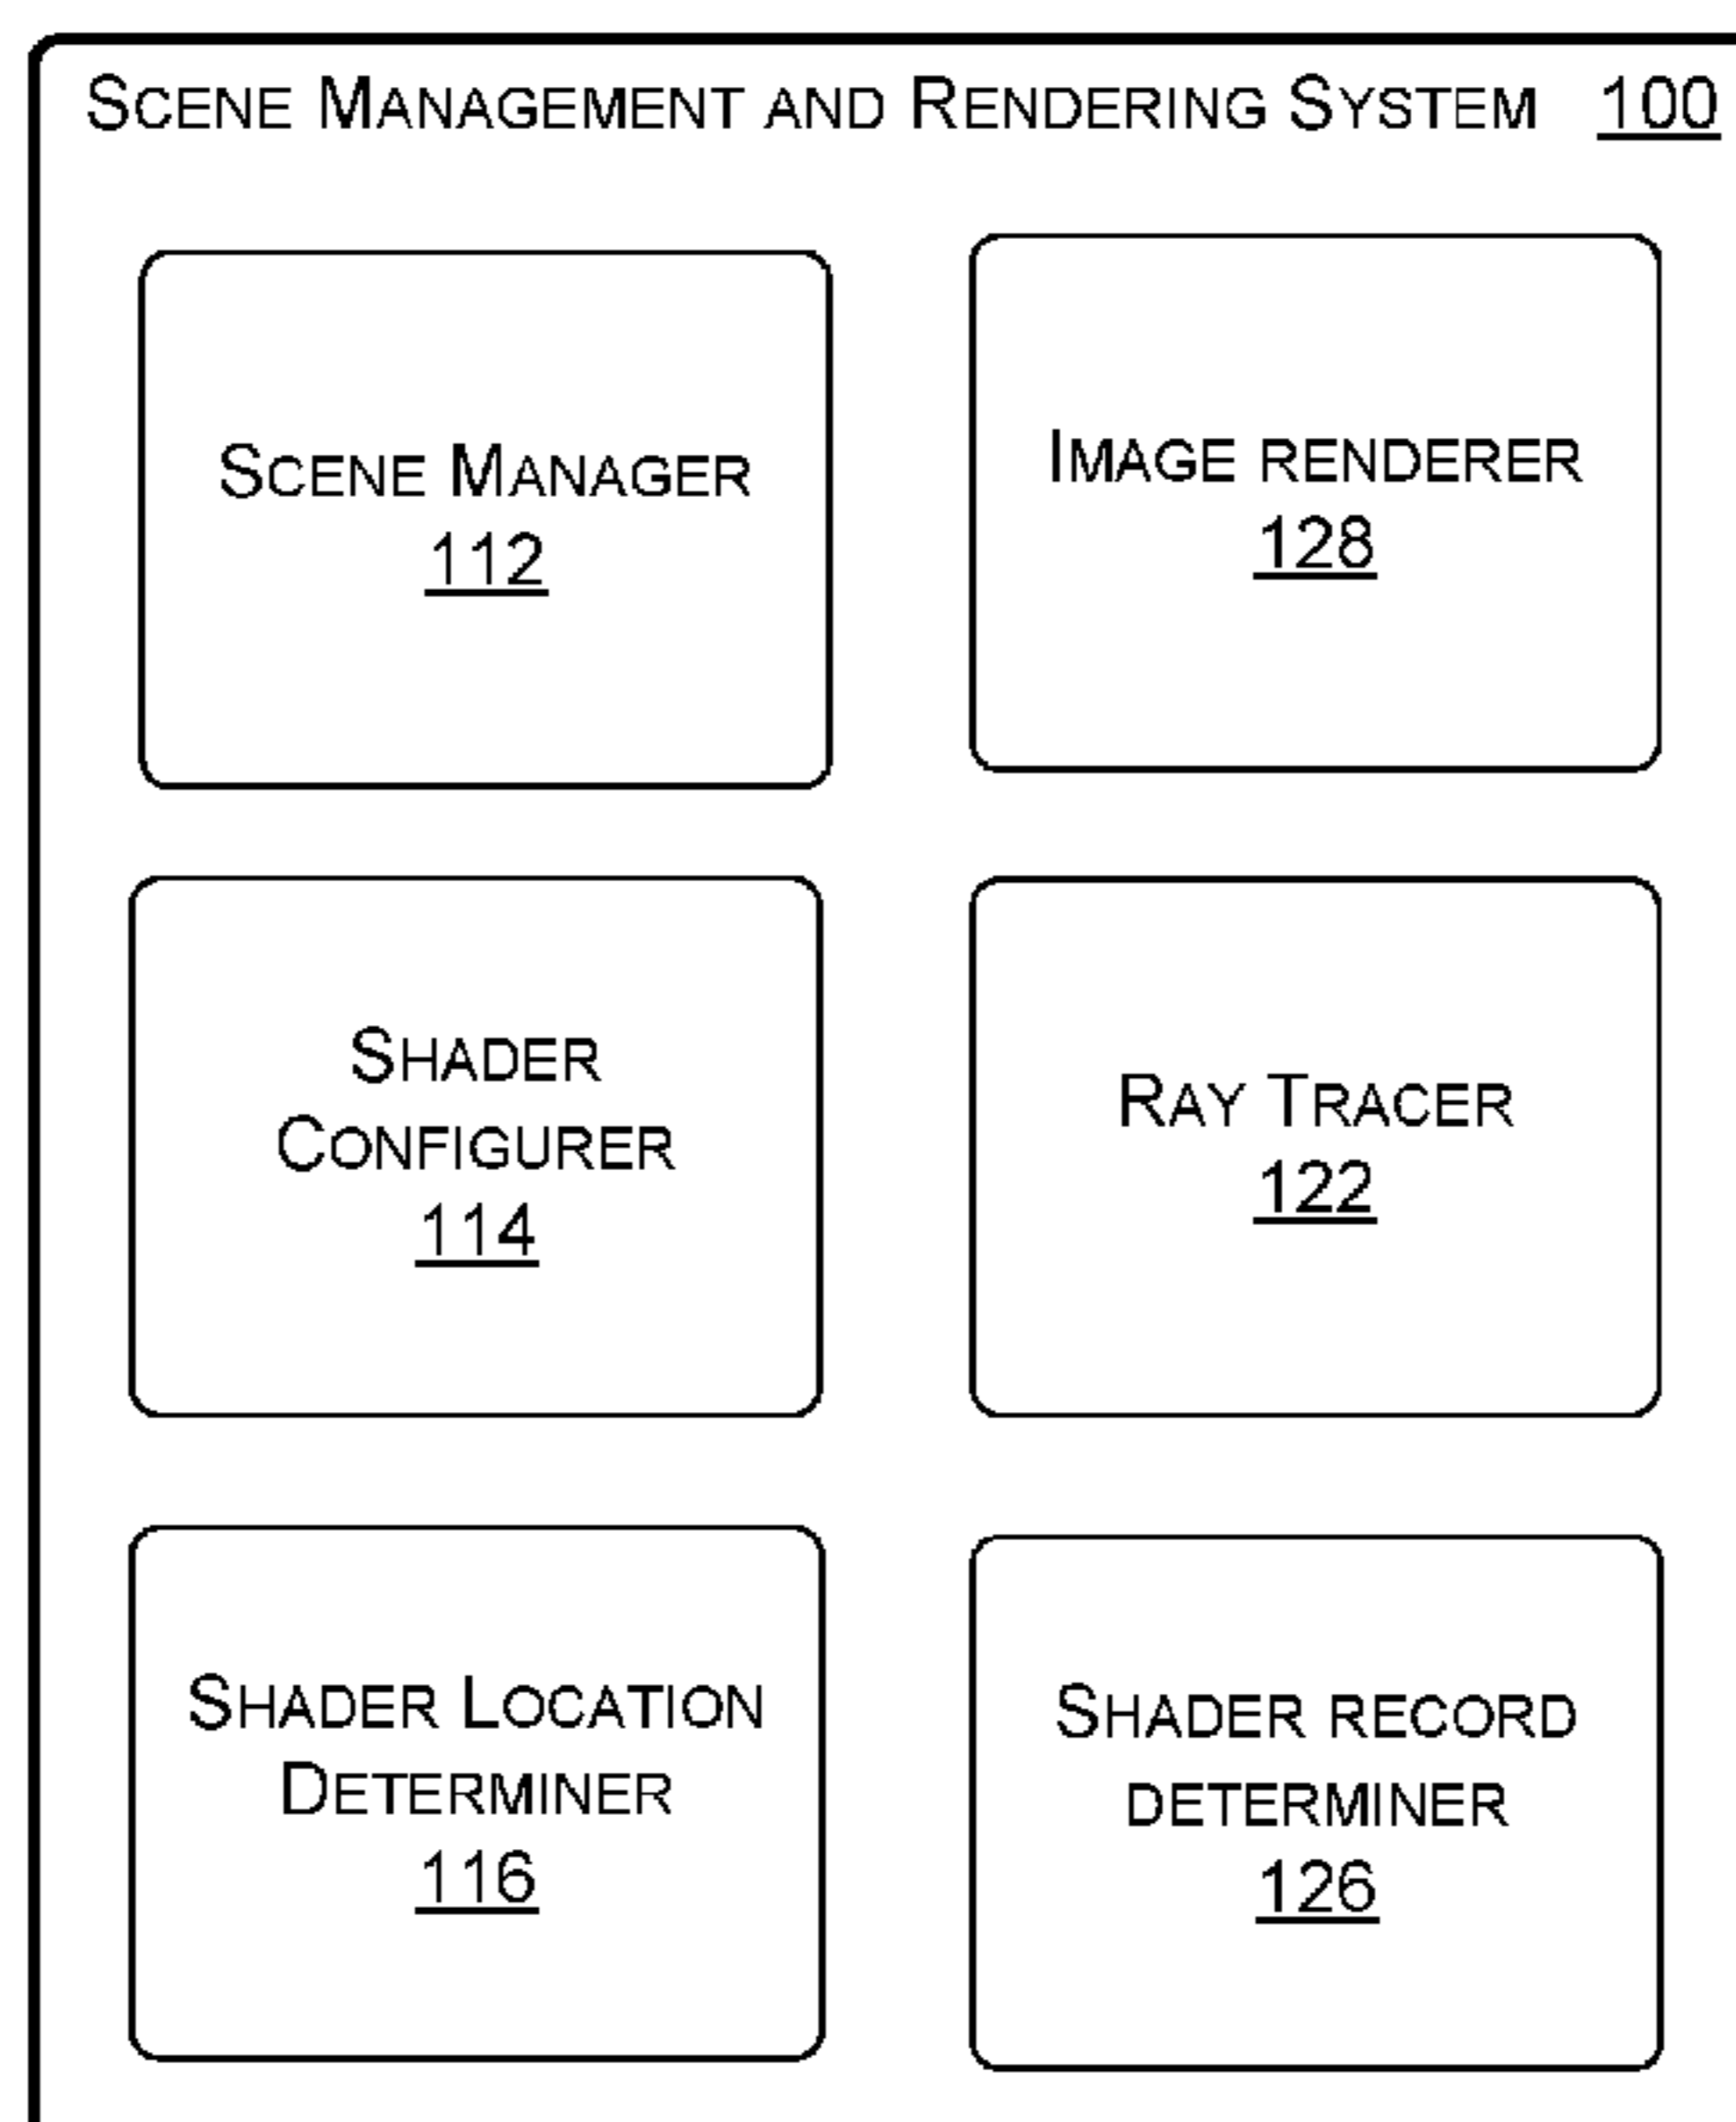 Scene Management and Rendering System 100
Scene Manager
112
Image renderer
128
Shader
Configurer
114
Ray Tracer
122
Shader Location
Determiner
116
Shader record
determiner
126